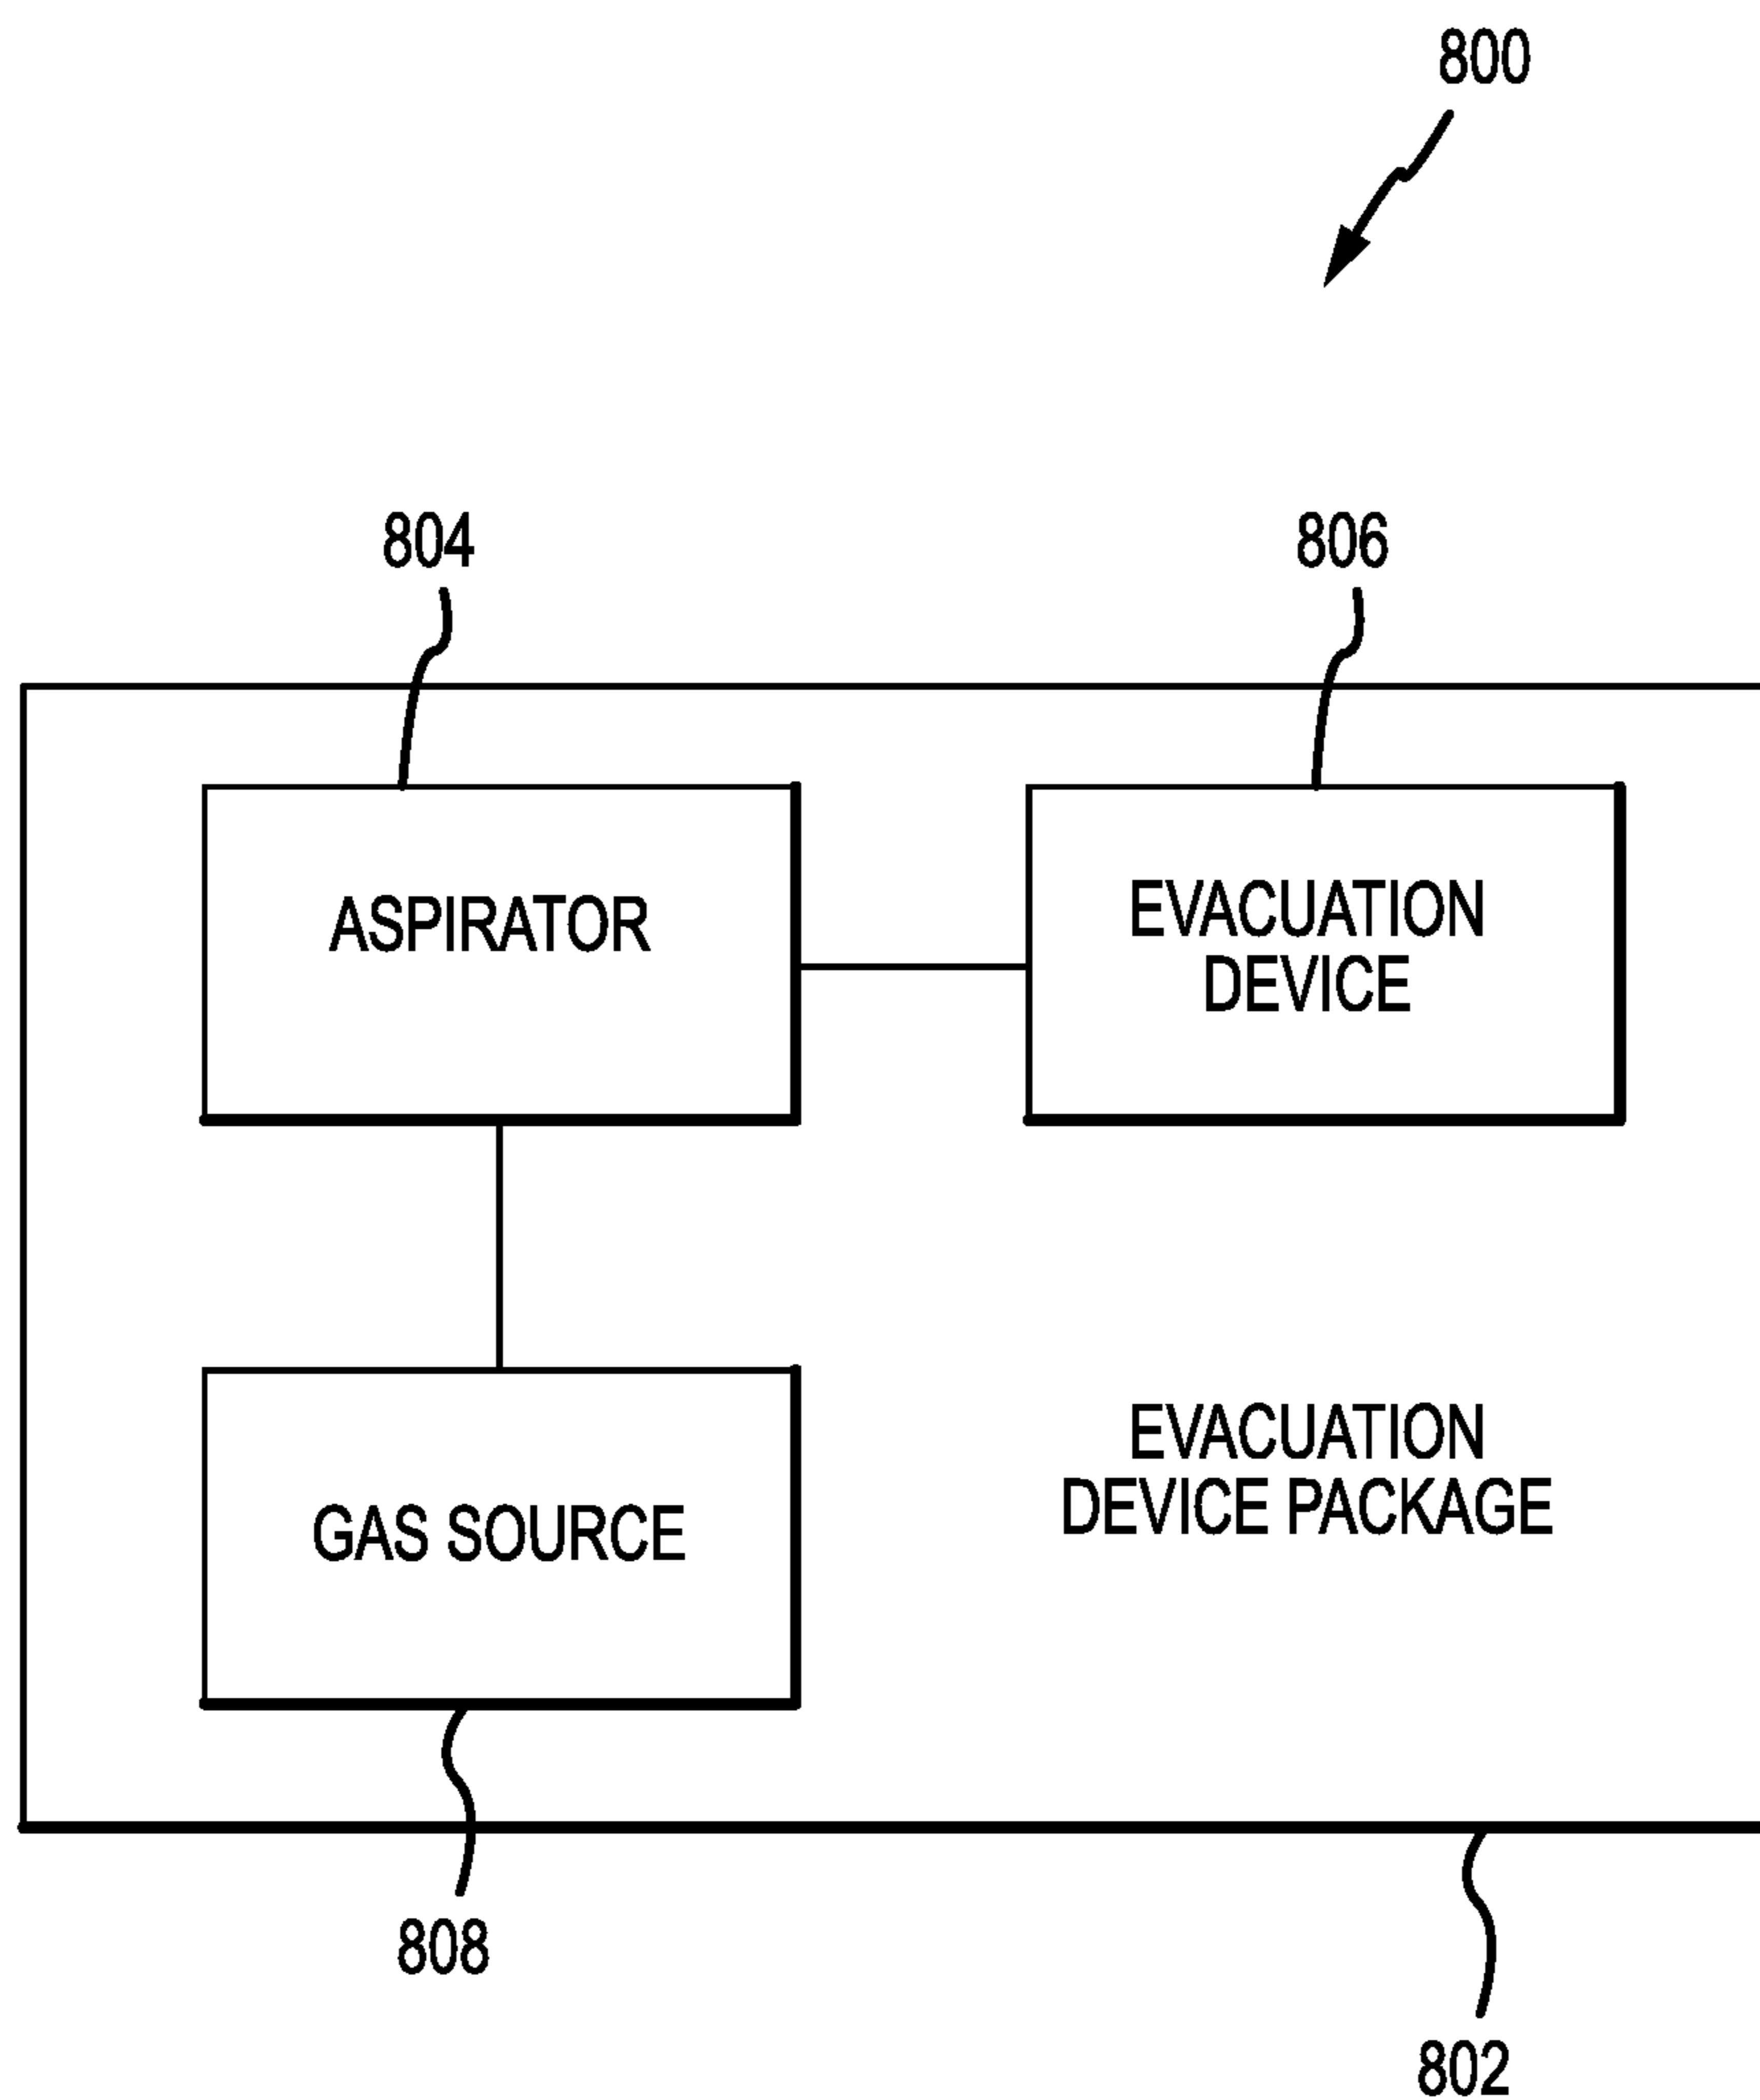 800
804
806
ASPIRATOR
EVACUATION
DEVICE
GAS SOURCE
EVACUATION
DEVICE PACKAGE
808
802